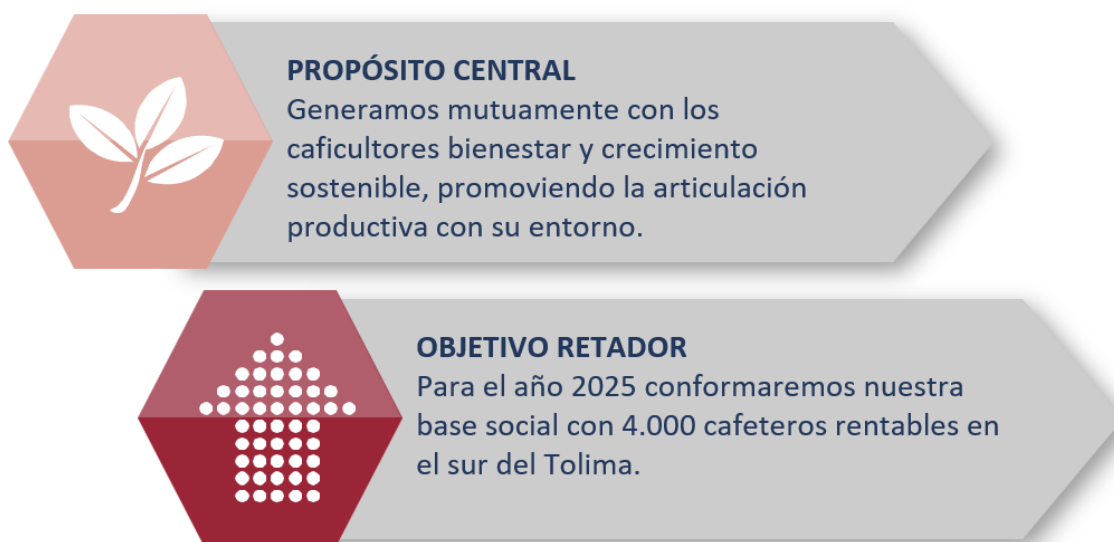 PROPÓSITO CENTRAL
Generamos mutuamente con los
caficultores bienestar y crecimiento
sostenible, promoviendo la articulación
productiva con su entorno.
OBJETIVO RETADOR
Para el año 2025 conformaremos nuestra
base social con 4.000 cafeteros rentables en
el sur del Tolima.